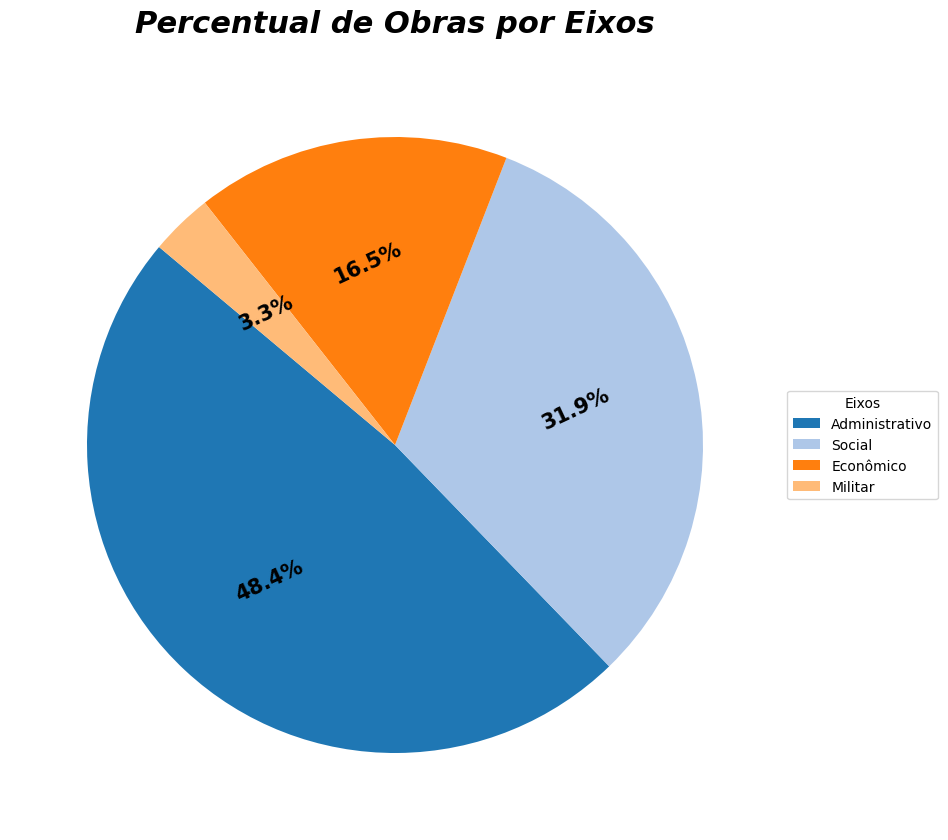 Percentual de Obras por Eixos
16.5%
3.3%
31.9%
48.4%
Eixos
Administrativo
Social
Econômico
Militar